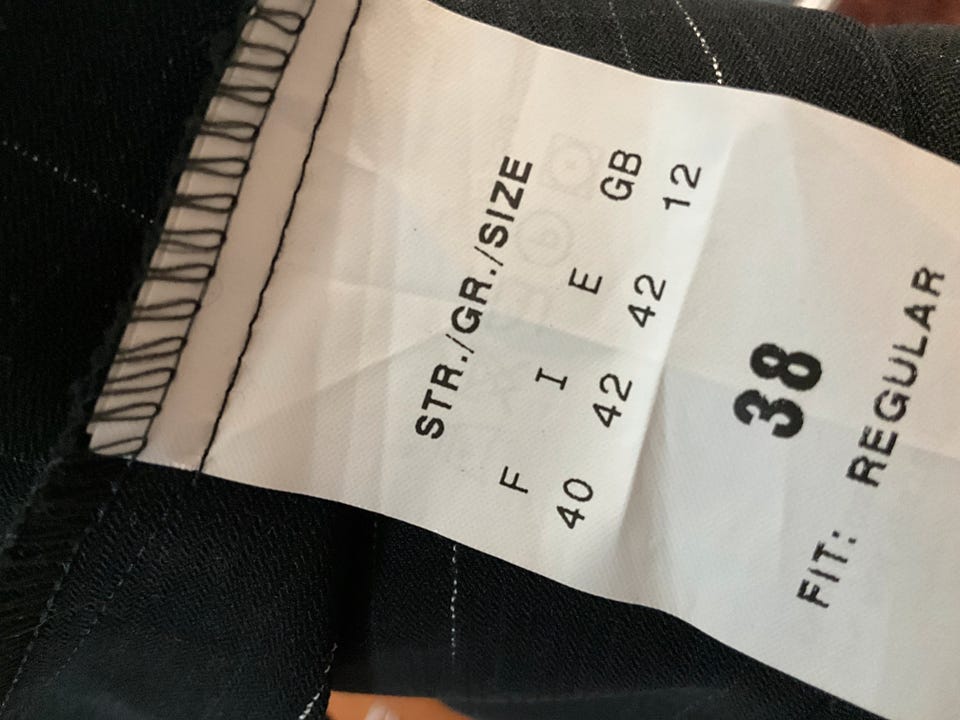 STR./GR./SIZE
F I E GB
40 42 42 12
38
FIT: REGULAR